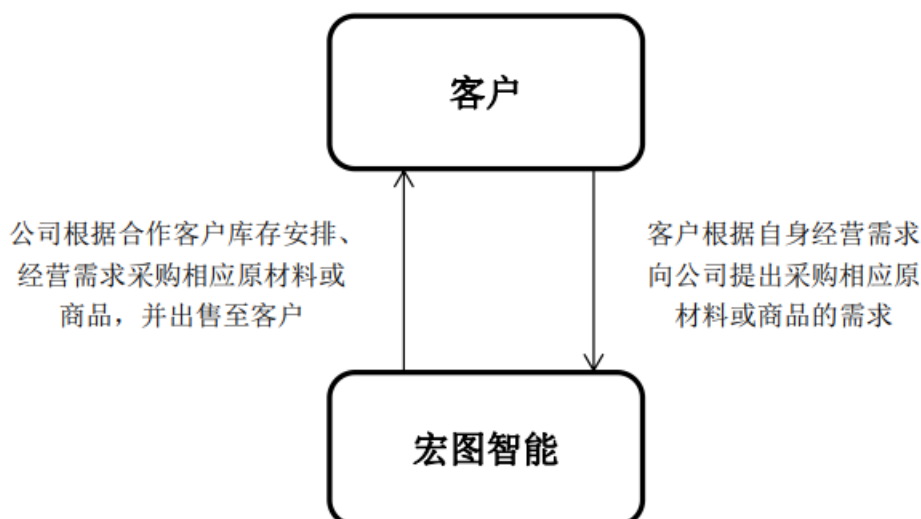 客户
公司根据合作客户库存安排、
经营需求采购相应原材料或
商品，并出售至客户
客户根据自身经营需求
向公司提出采购相应原
材料或商品的需求
宏图智能